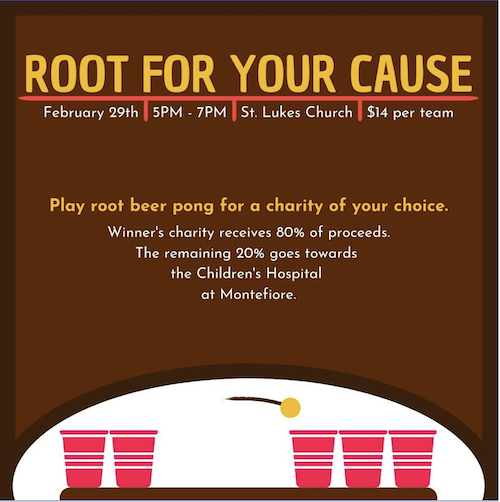 ROOT FOR YOUR CAUSE
February 29th | 5PM - 7PM | St. Lukes Church | $14 per team
Play root beer pong for a charity of your choice.
Winner's charity receives 80% of proceeds.
The remaining 20% goes towards
the Children's Hospital
at Montefiore.